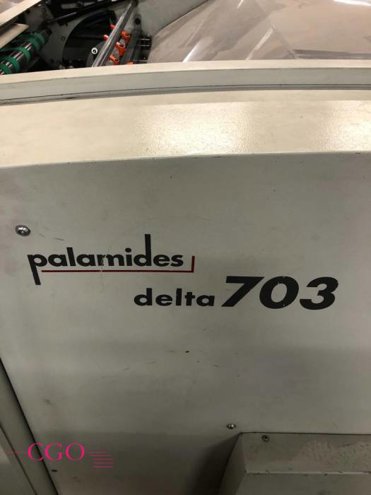 palamides
delta 703
CGO